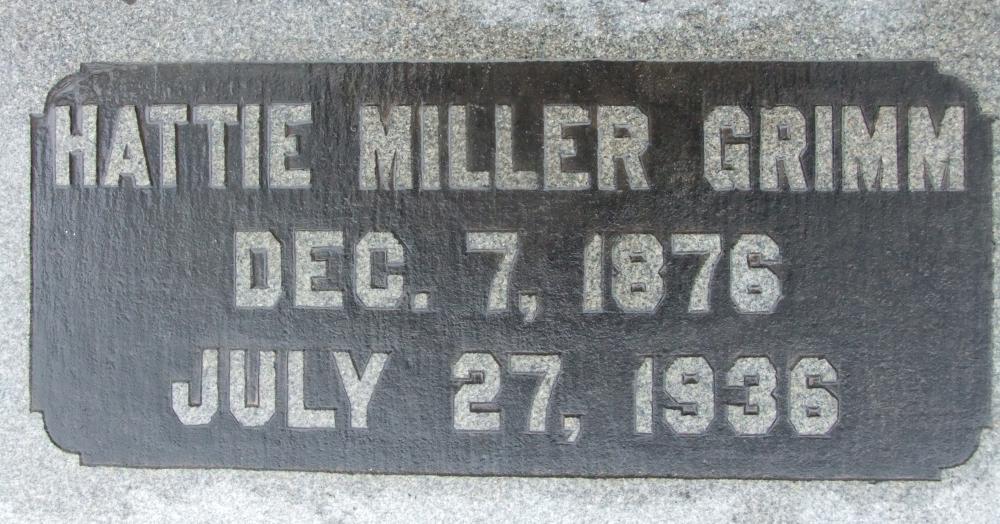 HATTIE MILLER GRIMM
DEC. 7, 1876
JULY 27, 1936